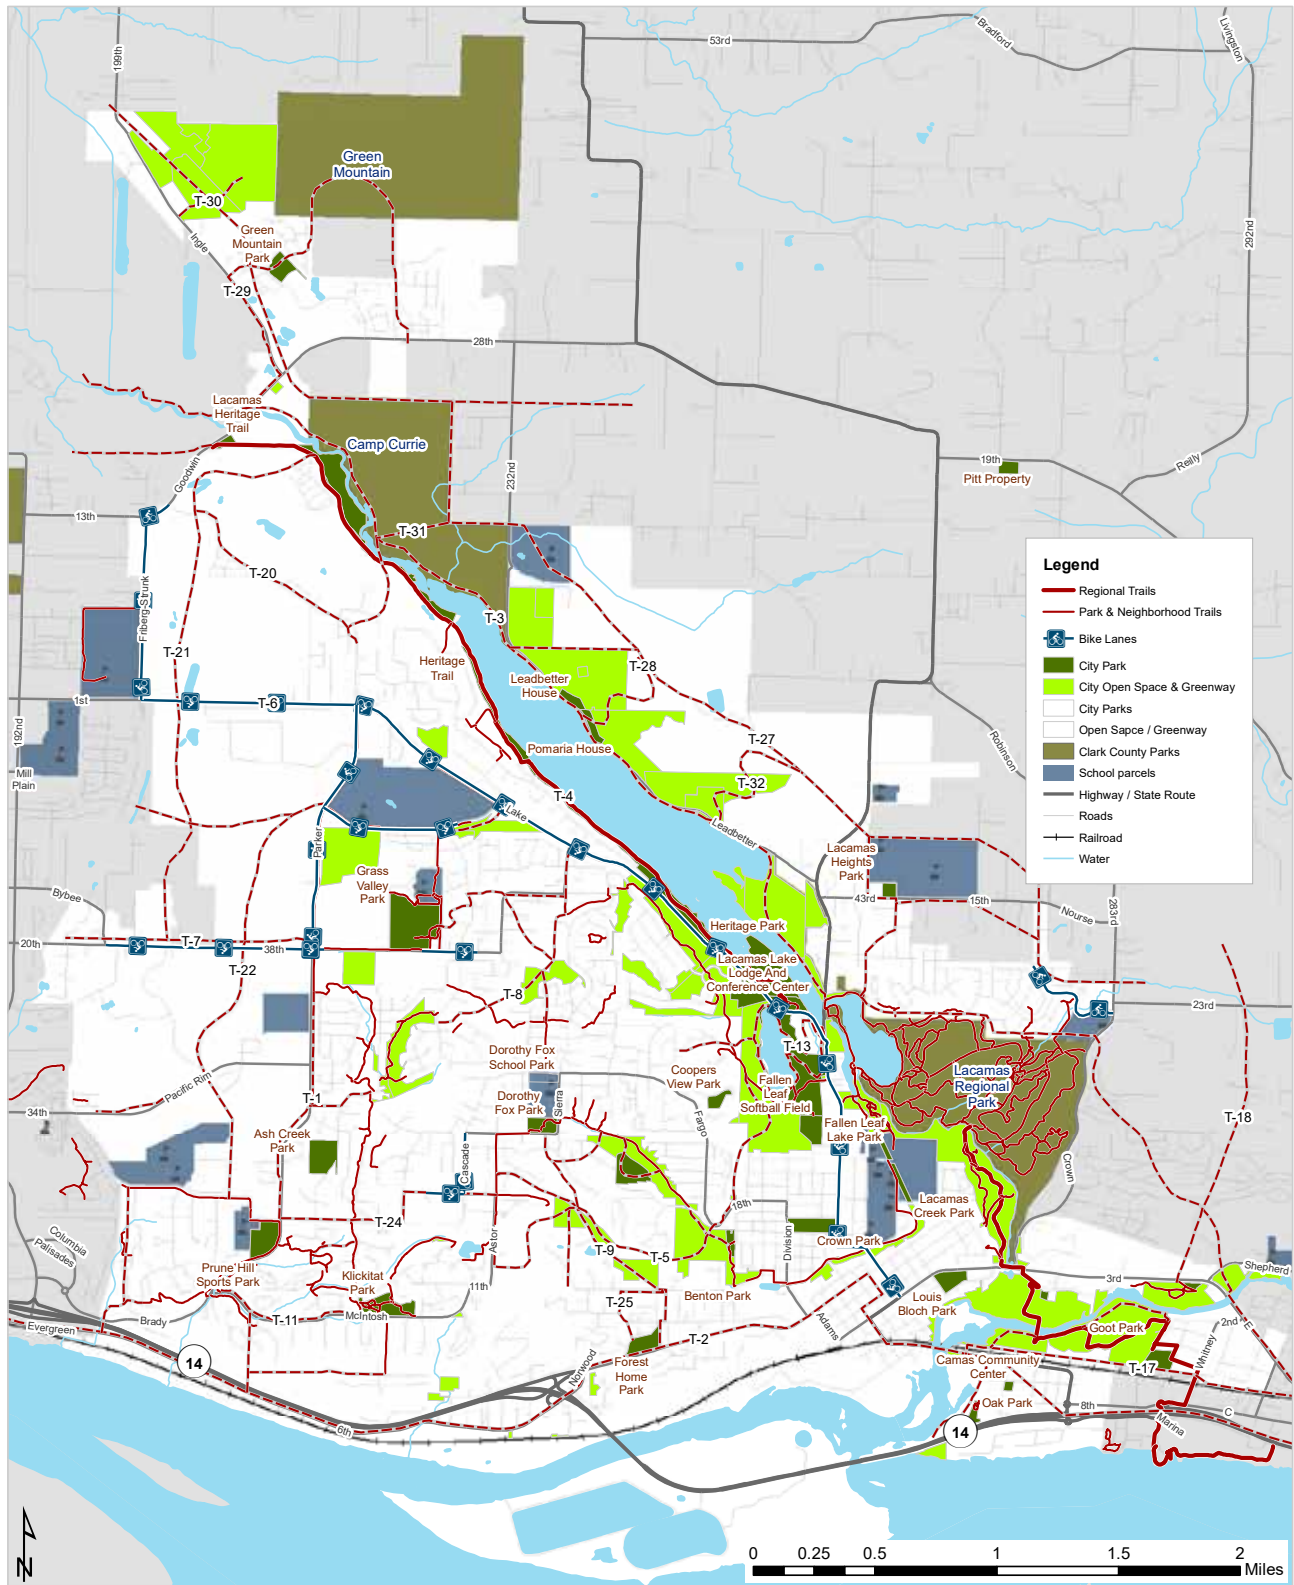 53rd
Bradford
Livingston
199th
Green
Mountain
T-30
Green
Mountain
Park
Ingle
292nd
T-29
28th
Lacamas
Heritage
Trail
Camp Currie
Goodwin
232nd
19th
Reilly
Pitt Property
13th
T-31
T-20
Friberg-Strunk
T-3
T-21
Heritage
Trail
T-28
Leadbetter
House
1st
T-6
192nd
Pomaria House
T-27
Robinson
Mill
Plain
T-32
T-4
Lake
Leadbetter
Parker
Lacamas
Heights
Park
Grass
Valley
Park
Bybee
43rd
15th
Nourse
283rd
Heritage Park
20th
T-7
38th
T-22
Lacamas Lake
Lodge And
Conference Center
T-8
23rd
T-13
Dorothy Fox
School Park
Coopers
View Park
Fallen
Leaf
Softball Field
Lacamas
Regional
Park
Pacific Rim
34th
T-1
Dorothy
Fox Park
Sierra
Fargo
T-18
Ash Creek
Park
Fallen Leaf
Lake Park
Cascade
Crown
18th
Lacamas
Creek Park
T-24
Division
Crown Park
Astor
Columbia
Palisades
T-9
T-5
Prune Hill
Sports Park
Klickitat
Park
11th
Benton Park
3rd
Shepherd
T-25
Louis
Bloch Park
Brady
T-11
McIntosh
Evergreen
Adams
Goot Park
2nd
E
T-2
Whitney
14
Norwood
Forest
Home
Park
Camas Community
Center
T-17
Oak Park
8th
C
6th
14
Marina
Legend
Regional Trails
Park & Neighborhood Trails
Bike Lanes
City Park
City Open Space & Greenway
City Parks
Open Sapce / Greenway
Clark County Parks
School parcels
Highway / State Route
Roads
Railroad
Water
N
0 0.25 0.5 1 1.5 2
Miles